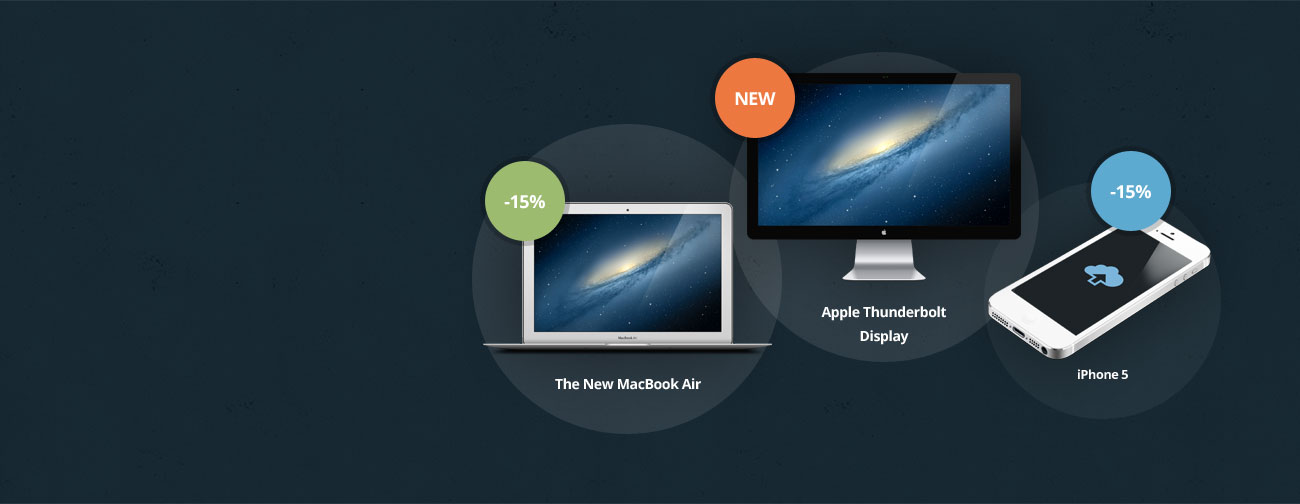 NEW
-15%
-15%
Apple Thunderbolt
Display
iPhone 5
The New MacBook Air